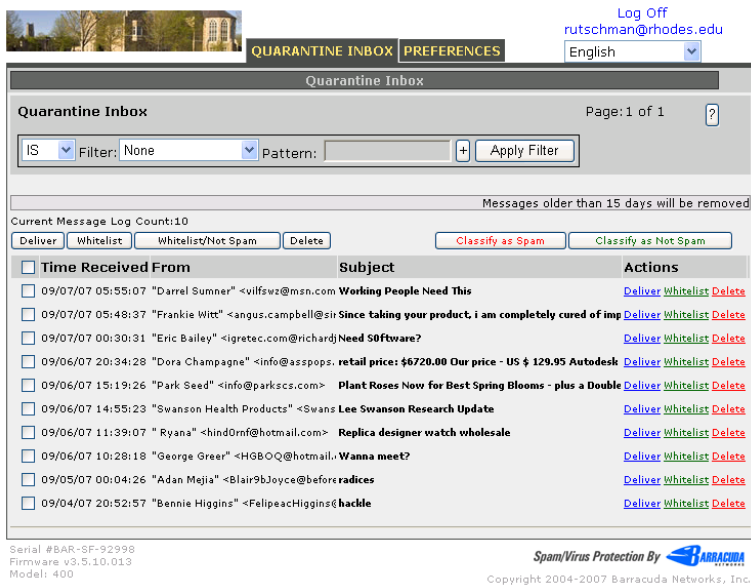 Log Off
rutschman@rhodes.edu
QUARANTINE INBOX PREFERENCES English
Quarantine Inbox
Quarantine Inbox Page:1 of 1 ?
IS Filter: None Pattern: + Apply Filter
Messages older than 15 days will be removed
Current Message Log Count:10
Deliver Whitelist Whitelist/Not Spam Delete Classify as Spam Classify as Not Spam
Time Received From Subject Actions
09/07/07 05:55:07 "Darrel Sumner" <vilfswz@msn.com Working People Need This Deliver Whitelist Delete
09/07/07 05:48:37 "Frankie Witt" <angus.campbell@sir Since taking your product, i am completely cured of imp Deliver Whitelist Delete
09/07/07 00:30:31 "Eric Bailey" <igretec.com@richardj Need S0ftware? Deliver Whitelist Delete
09/06/07 20:34:28 "Dora Champagne" <info@asspops. retail price: $6720.00 Our price - US $ 129.95 Autodesk Deliver Whitelist Delete
09/06/07 15:19:26 "Park Seed" <info@parkscs.com> Plant Roses Now for Best Spring Blooms - plus a Double Deliver Whitelist Delete
09/06/07 14:55:23 "Swanson Health Products" <Swans Lee Swanson Research Update Deliver Whitelist Delete
09/06/07 11:39:07 " Ryana" <hind0rnf@hotmail.com> Replica designer watch wholesale Deliver Whitelist Delete
09/06/07 10:28:18 "George Greer" <HGBOQ@hotmail. Wanna meet? Deliver Whitelist Delete
09/05/07 00:04:26 "Adan Mejia" <Blair9bJoyce@before radices Deliver Whitelist Delete
09/04/07 20:52:57 "Bennie Higgins" <FelipeacHiggins@ hackle Deliver Whitelist Delete
Serial #BAR-SF-92998
Firmware v3.5.10.013
Model: 400
Spam/Virus Protection By BARRACUDA NETWORKS
Copyright 2004-2007 Barracuda Networks, Inc.